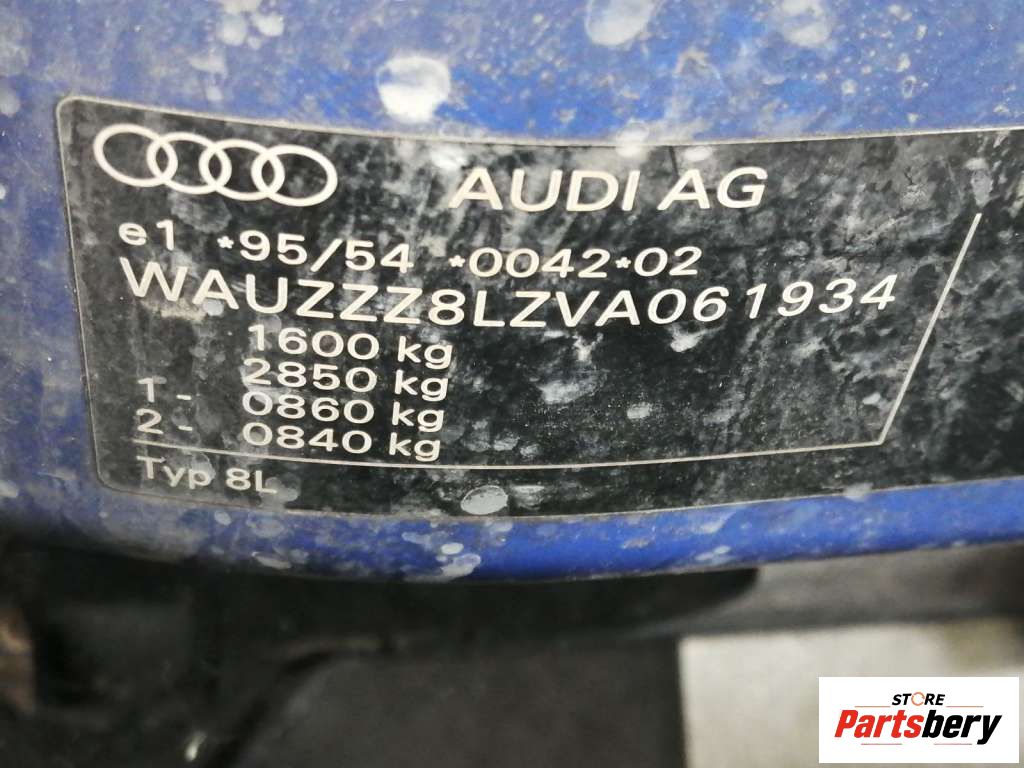 AUDI AG
e1 *95/54 *0042*02
WAUZZZ8LZVA061934
1600 kg
2850 kg
1 - 0860 kg
2 - 0840 kg
Typ 8L
STORE
Partsbery